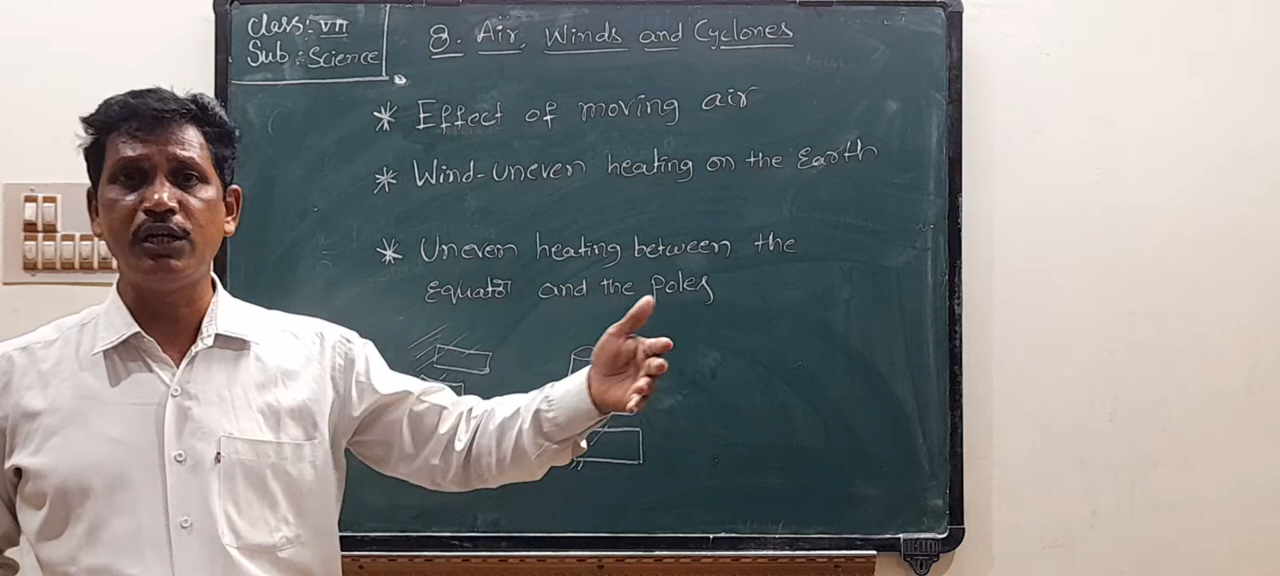 Class: VII
Sub: Science
8. Air, Winds and Cyclones
* Effect of moving air
* Wind-uneven heating on the Earth
* Uneven heating between the
Equator and the Poles